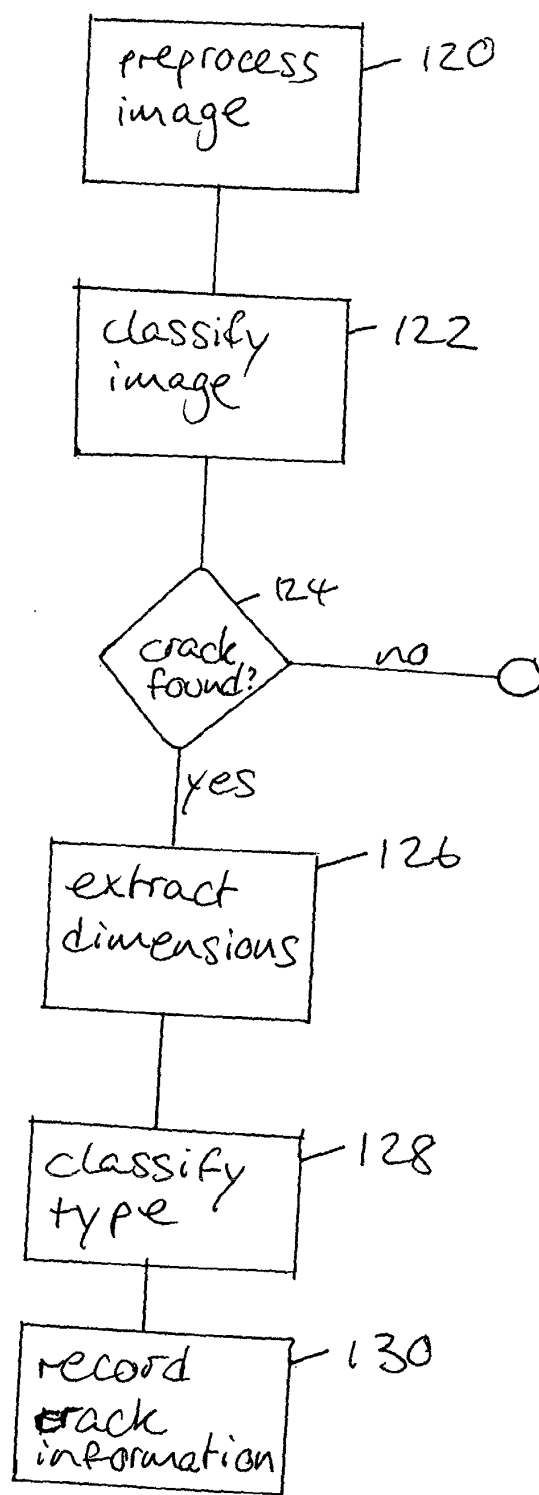 preprocess
image
120
classify
image
122
124
crack
found?
no
yes
126
extract
dimensions
128
classify
type
130
record
crack
information